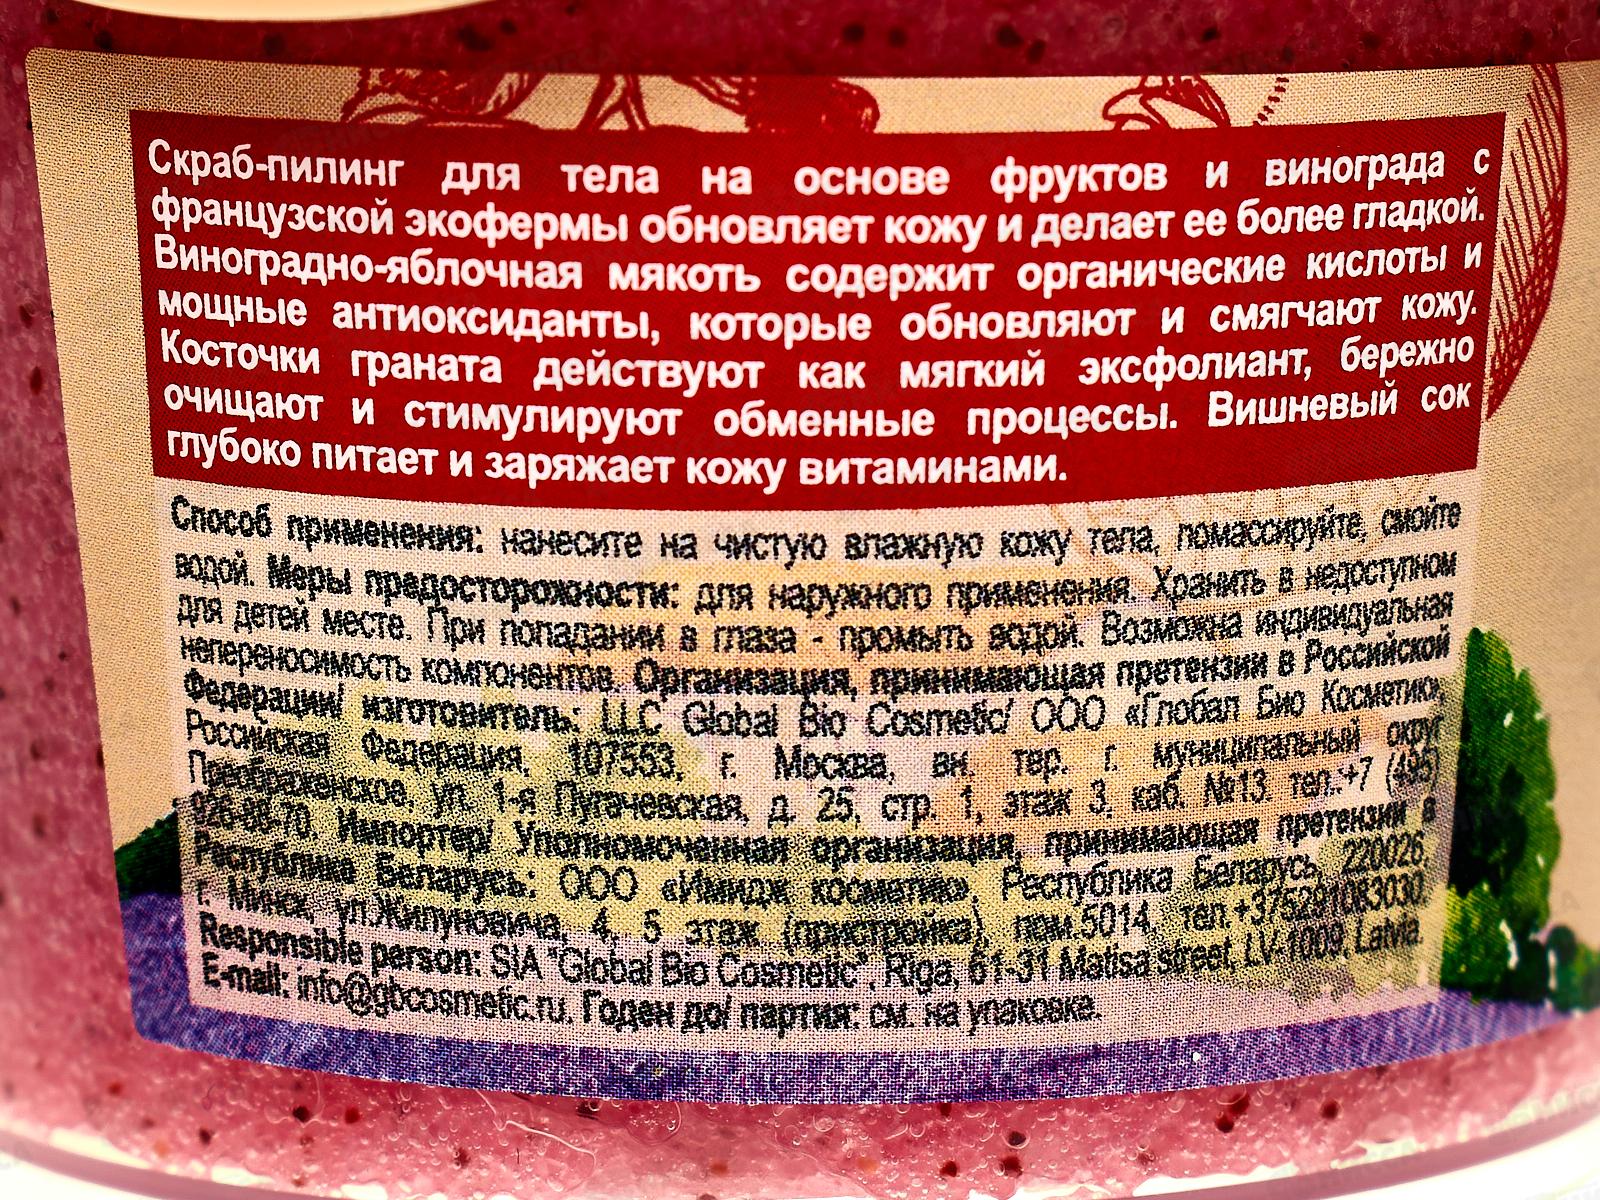 Скраб-пилинг для тела на основе фруктов и винограда с
французской экофермы обновляет кожу и делает ее более гладкой.
Виноградно-яблочная мякоть содержит органические кислоты и
мощные антиоксиданты, которые обновляют и смягчают кожу.
Косточки граната действуют как мягкий эксфолиант, бережно
очищают и стимулируют обменные процессы. Вишневый сок
глубоко питает и заряжает кожу витаминами.
Способ применения: нанесите на чистую влажную кожу тела, помассируйте, смойте
водой. Меры предосторожности: для наружного применения. Хранить в недоступном
для детей месте. При попадании в глаза - промыть водой. Возможна индивидуальная
непереносимость компонентов. Организация, принимающая претензии в Российской
Федерации/ изготовитель: LLC Global Bio Cosmetic/ ООО «Глобал Био Косметик»,
Российская Федерация, 107553, г. Москва, вн. тер. г. муниципальный округ
Преображенское, ул. 1-я Пугачевская, д. 25, стр. 1, этаж 3, каб. №13. тел.:+7 (495)
926-88-70. Импортер/ Уполномоченная организация, принимающая претензии в
Республике Беларусь: ООО «Имидж косметик», Республика Беларусь, 220026,
г. Минск, ул.Жилуновича, 4, 5 этаж (пристройка), пом.5014, тел.+375291083030.
Responsible person: SIA "Global Bio Cosmetic", Riga, 61-31 Matisa street, LV-1009, Latvia.
E-mail: info@gbcosmetic.ru. Годен до/ партия: см. на упаковке.